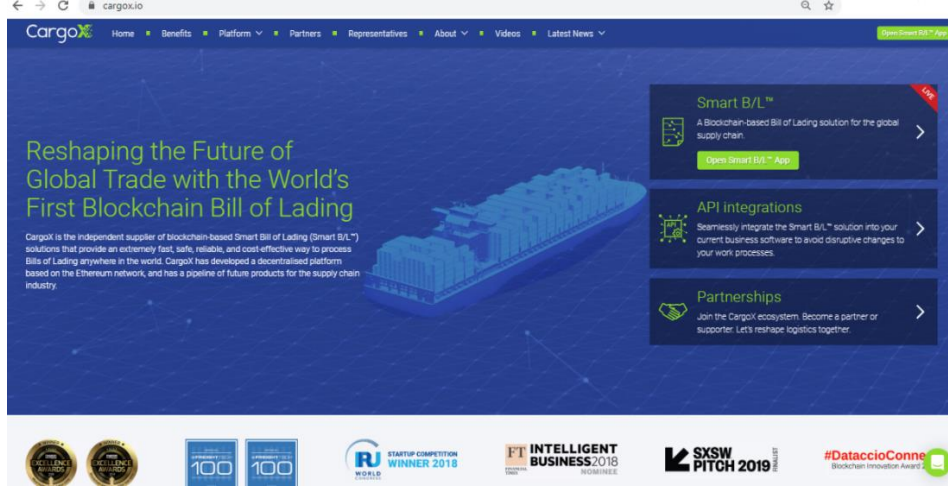 cargox.io
CargoX
Home Benefits Platform Partners Representatives About Videos Latest News
Open Smart B/L™ App
Reshaping the Future of
Global Trade with the World's
First Blockchain Bill of Lading
CargoX is the independent supplier of blockchain-based Smart Bill of Lading (Smart B/L™)
solutions that provide an extremely fast, safe, reliable, and cost-effective way to process
Bills of Lading anywhere in the world. CargoX has developed a decentralised platform
based on the Ethereum network, and has a pipeline of future products for the supply chain
industry.
LIVE
Smart B/L™
A Blockchain-based Bill of Lading solution for the global
supply chain.
Open Smart B/L™ App
API integrations
Seamlessly integrate the Smart B/L™ solution into your
current business software to avoid disruptive changes to
your work processes.
Partnerships
Join the CargoX ecosystem. Become a partner or
supporter. Let's reshape logistics together.
EXCELLENCE
AWARDS
EXCELLENCE
AWARDS
100
100
RU
WORLD
CONGRESS
STARTUP COMPETITION
WINNER 2018
FT
FINANCIAL
TIMES
INTELLIGENT
BUSINESS2018
NOMINEE
SXSW
PITCH 2019
FINALIST
#DataccioConne
Blockchain Innovation Award